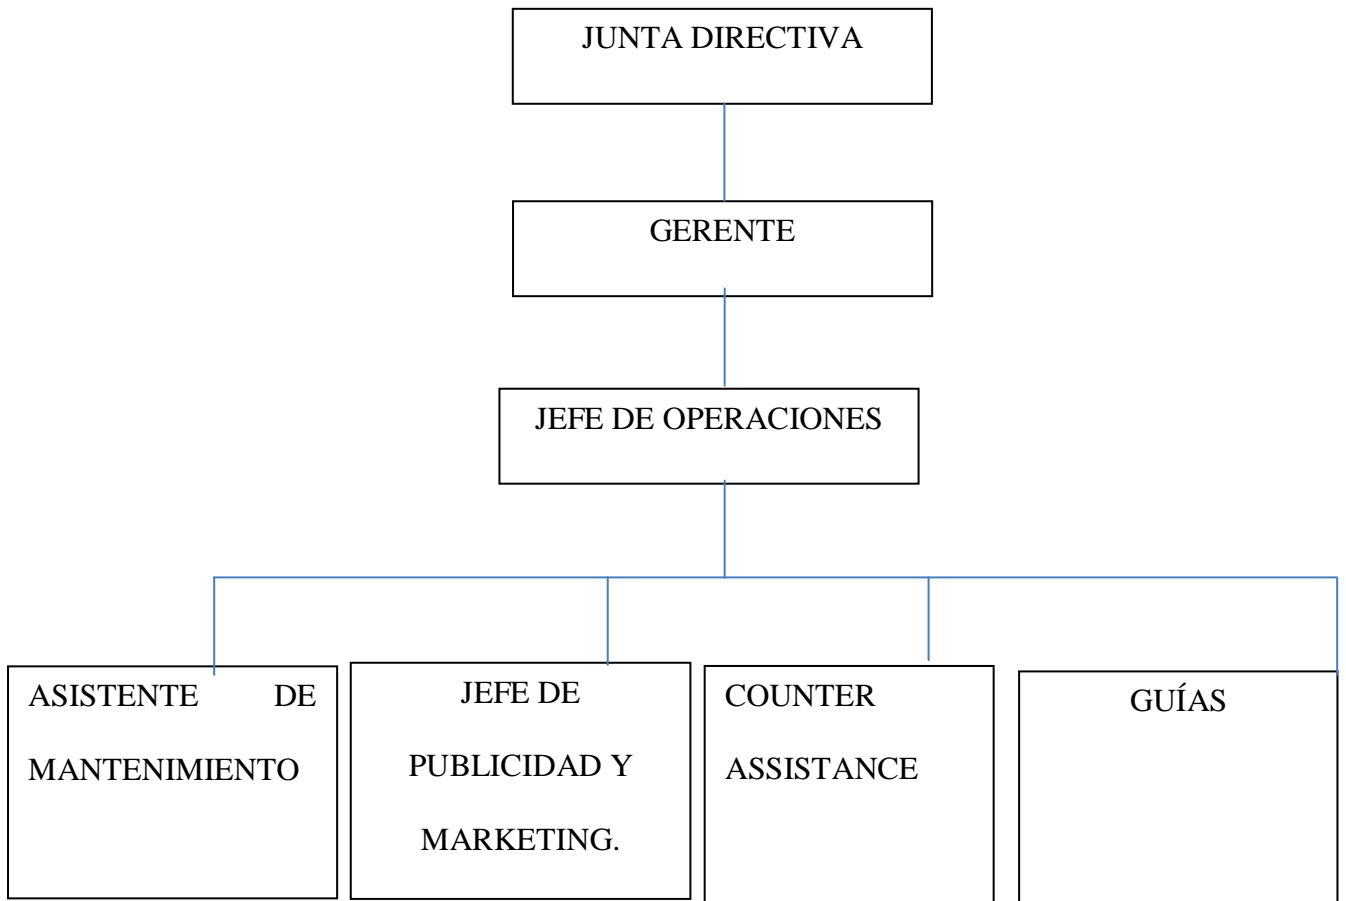 JUNTA DIRECTIVA
GERENTE
JEFE DE OPERACIONES
ASISTENTE DE
MANTENIMIENTO
JEFE DE
PUBLICIDAD Y
MARKETING.
COUNTER
ASSISTANCE
GUÍAS